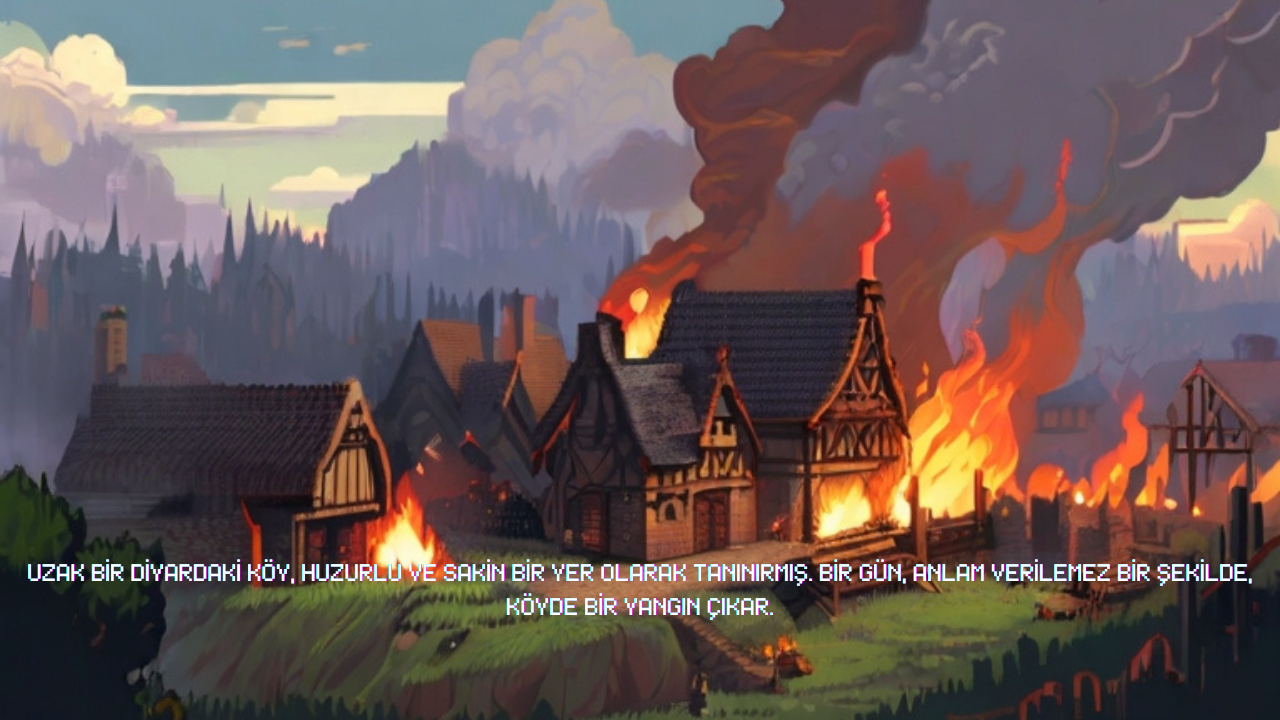 UZAK BİR DİYARDAKİ KÖY, HUZURLU VE SAKİN BİR YER OLARAK TANINIRMIŞ. BİR GÜN, ANLAM VERİLEMEZ BİR ŞEKİLDE,
KÖYDE BİR YANGIN ÇIKAR.